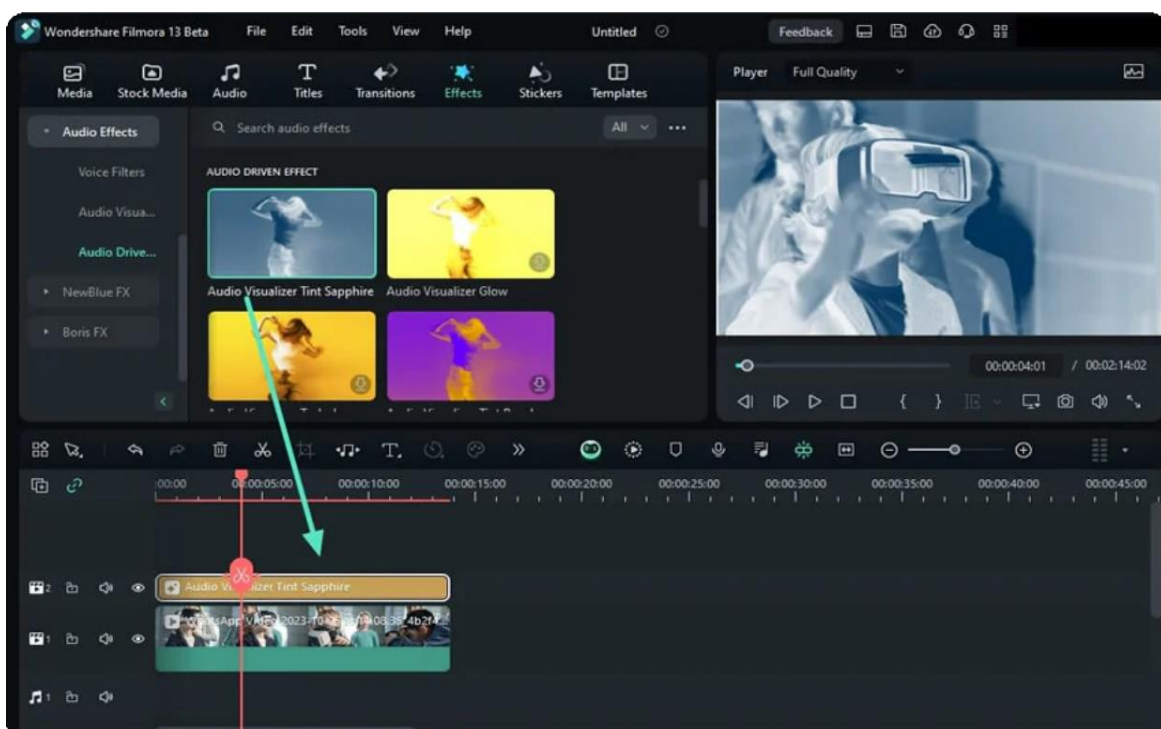 Wondershare Filmora 13 Beta File Edit Tools View Help Untitled Feedback
Media Stock Media Audio Titles Transitions Effects Stickers Templates
Player Full Quality
Audio Effects
Search audio effects All
Voice Filters
AUDIO DRIVEN EFFECT
Audio Visua...
Audio Drive...
NewBlue FX
Audio Visualizer Tint Sapphire Audio Visualizer Glow
Boris FX
00:00:04:01 / 00:02:14:02
:00:00 00:00:05:00 00:00:10:00 00:00:15:00 00:00:20:00 00:00:25:00 00:00:30:00 00:00:35:00 00:00:40:00 00:00:45:00
2 Audio Visualizer Tint Sapphire
1
1